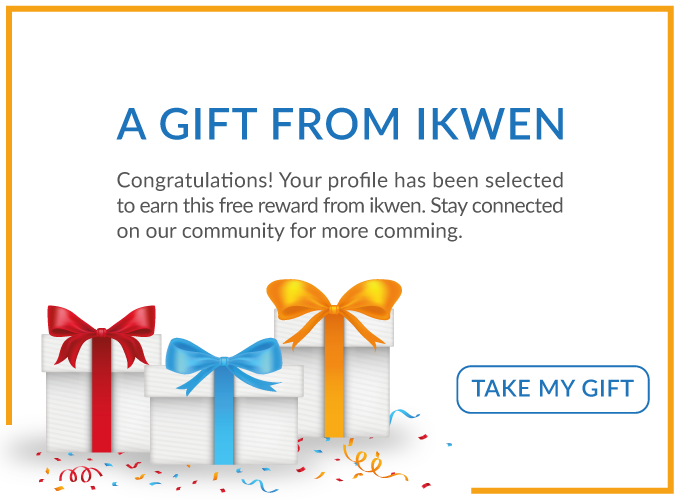 A GIFT FROM IKWEN
Congratulations! Your profile has been selected
to earn this free reward from ikwen. Stay connected
on our community for more comming.
TAKE MY GIFT